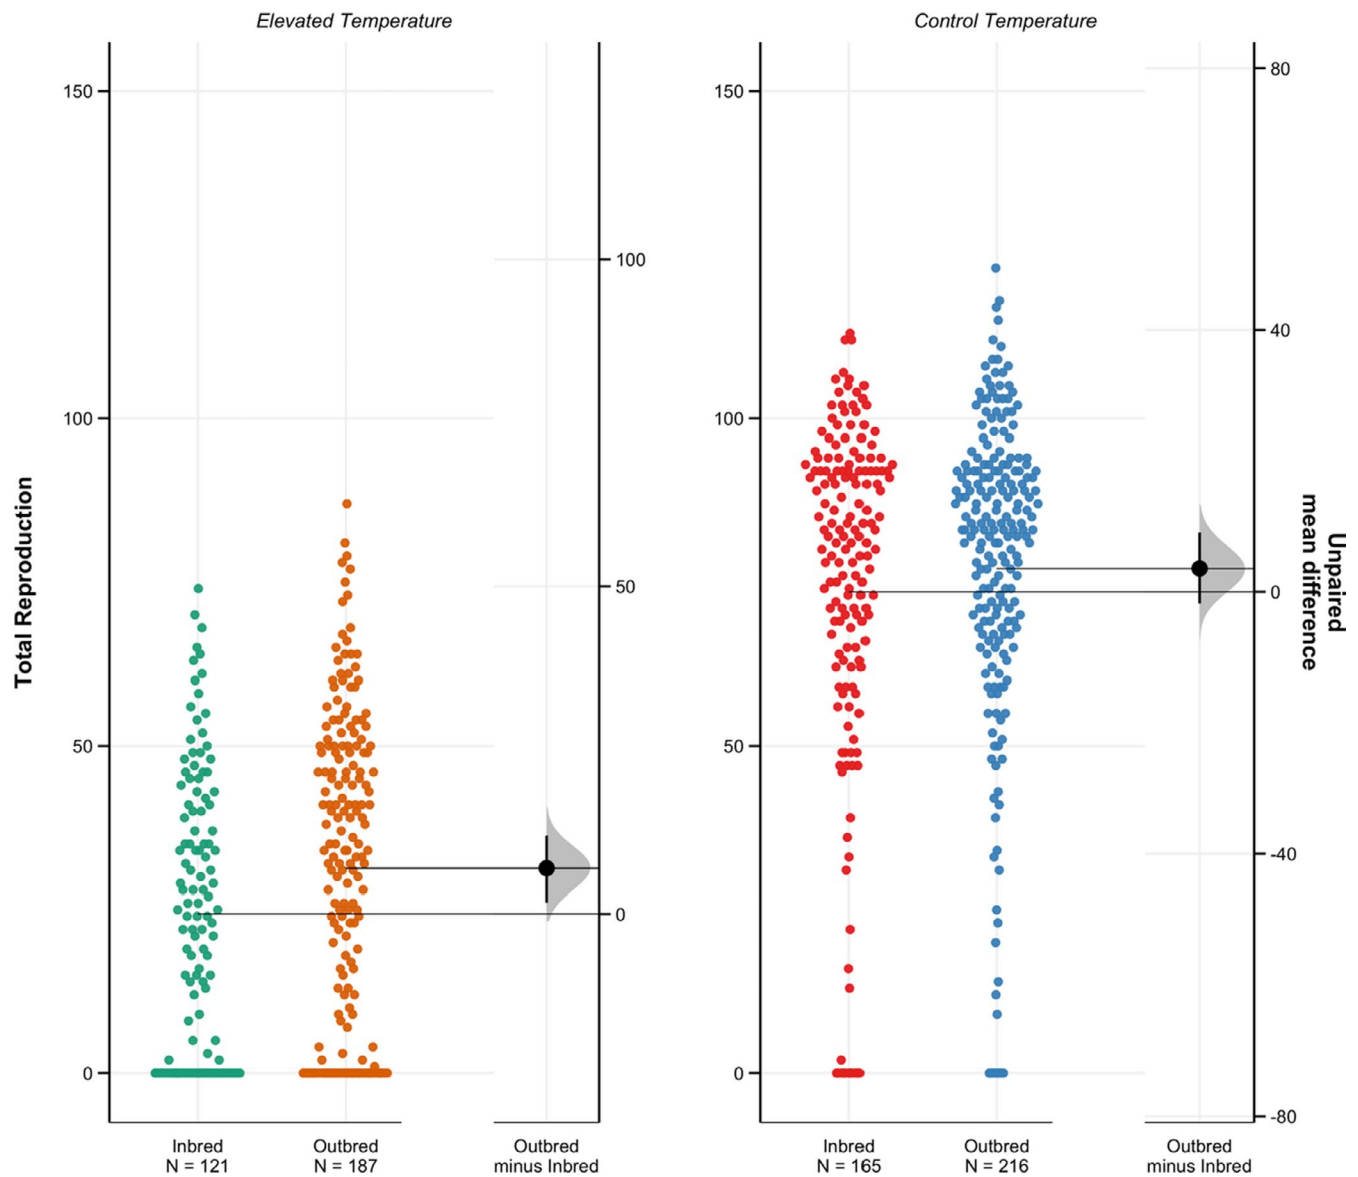 Elevated Temperature
Control Temperature
Total Reproduction
150
100
50
0
100
50
0
150
100
50
0
80
40
0
-40
-80
Unpaired
mean difference
Inbred
N = 121
Outbred
N = 187
Outbred
minus Inbred
Inbred
N = 165
Outbred
N = 216
Outbred
minus Inbred